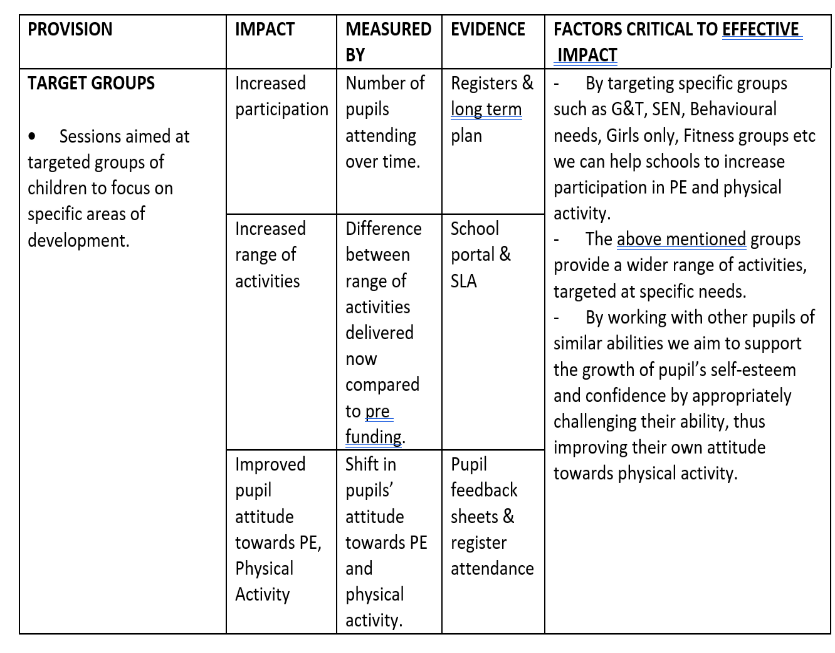 PROVISION
IMPACT
MEASURED
BY
EVIDENCE
FACTORS CRITICAL TO EFFECTIVE
IMPACT
TARGET GROUPS
• Sessions aimed at
targeted groups of
children to focus on
specific areas of
development.
Increased
participation
Number of
pupils
attending
over time.
Registers &
long term
plan
Increased
range of
activities
Difference
between
range of
activities
delivered
now
compared
to pre
funding.
School
portal &
SLA
Improved
pupil
attitude
towards PE,
Physical
Activity
Shift in
pupils’
attitude
towards PE
and
physical
activity.
Pupil
feedback
sheets &
register
attendance
- By targeting specific groups
such as G&T, SEN, Behavioural
needs, Girls only, Fitness groups etc
we can help schools to increase
participation in PE and physical
activity.
- The above mentioned groups
provide a wider range of activities,
targeted at specific needs.
- By working with other pupils of
similar abilities we aim to support
the growth of pupil’s self-esteem
and confidence by appropriately
challenging their ability, thus
improving their own attitude
towards physical activity.